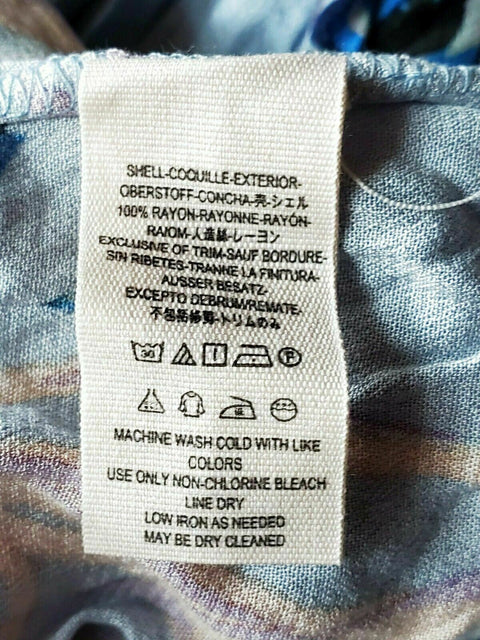 SHELL-COQUILLE-EXTERIOR-
OBERSTOFF-CONCHA-壳-シェル
100% RAYON-RAYONNE-RAYÓN-
RAIOM-人造絲-レーヨン
EXCLUSIVE OF TRIM-SAUF BORDURE-
SIN RIBETES-TRANNE LA FINITURA-
AUSSER BESATZ-
EXCEPTO DEBRUM/REMATE-
不包括修剪-トリムのみ
30
P
MACHINE WASH COLD WITH LIKE
COLORS
USE ONLY NON-CHLORINE BLEACH
LINE DRY
LOW IRON AS NEEDED
MAY BE DRY CLEANED